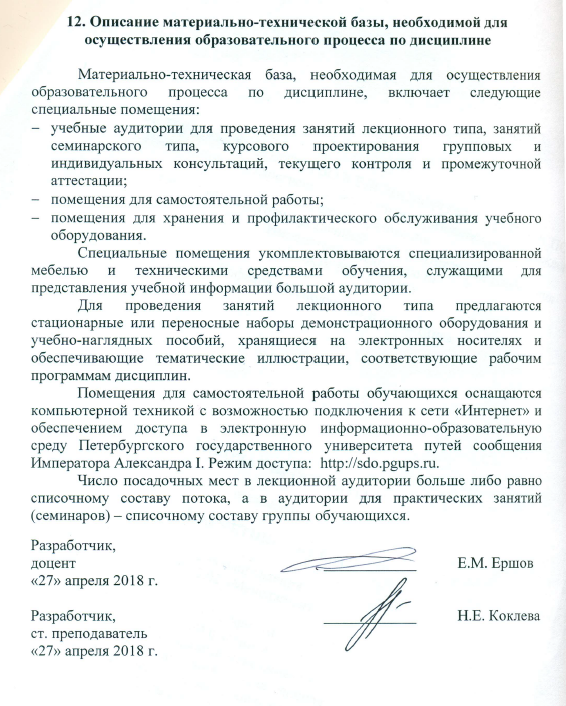 12. Описание материально-технической базы, необходимой для
осуществления образовательного процесса по дисциплине
Материально-техническая база, необходимая для осуществления
образовательного процесса по дисциплине, включает следующие
специальные помещения:
– учебные аудитории для проведения занятий лекционного типа, занятий
семинарского типа, курсового проектирования групповых и
индивидуальных консультаций, текущего контроля и промежуточной
аттестации;
– помещения для самостоятельной работы;
– помещения для хранения и профилактического обслуживания учебного
оборудования.
Специальные помещения укомплектовываются специализированной
мебелью и техническими средствами обучения, служащими для
представления учебной информации большой аудитории.
Для проведения занятий лекционного типа предлагаются
стационарные или переносные наборы демонстрационного оборудования и
учебно-наглядных пособий, хранящиеся на электронных носителях и
обеспечивающие тематические иллюстрации, соответствующие рабочим
программам дисциплин.
Помещения для самостоятельной работы обучающихся оснащаются
компьютерной техникой с возможностью подключения к сети «Интернет» и
обеспечением доступа в электронную информационно-образовательную
среду Петербургского государственного университета путей сообщения
Императора Александра I. Режим доступа: http://sdo.pgups.ru.
Число посадочных мест в лекционной аудитории больше либо равно
списочному составу потока, а в аудитории для практических занятий
(семинаров) – списочному составу группы обучающихся.
Разработчик,
доцент Е.М. Ершов
«27» апреля 2018 г.
Разработчик, Н.Е. Коклева
ст. преподаватель
«27» апреля 2018 г.